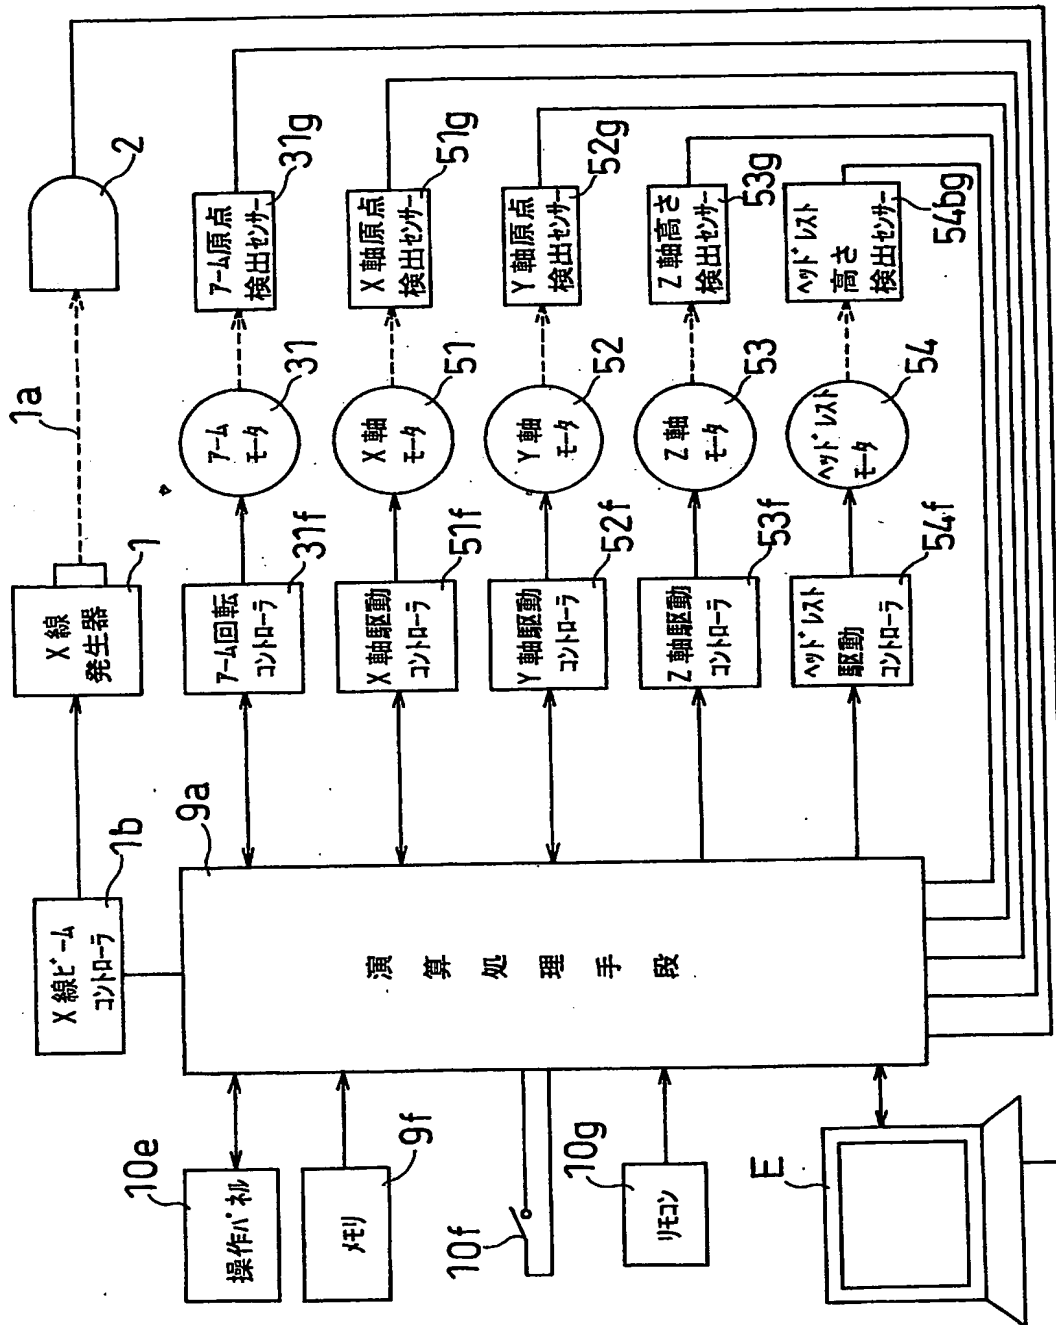 X線ビーム
コントローラ
1b
X線
発生器
1
1a
2
操作パネル
10e
メモリ
9f
10f
リモコン
10g
E
演算処理手段
9a
アーム回転
コントローラ
31f
アーム
モータ
31
アーム原点
検出センサー
31g
X軸駆動
コントローラ
51f
X軸
モータ
51
X軸原点
検出センサー
51g
Y軸駆動
コントローラ
52f
Y軸
モータ
52
Y軸原点
検出センサー
52g
Z軸駆動
コントローラ
53f
Z軸
モータ
53
Z軸高さ
検出センサー
53g
ヘッドレスト
駆動
コントローラ
54f
ヘッドレスト
モータ
54
ヘッドレスト
高さ
検出センサー
54bg